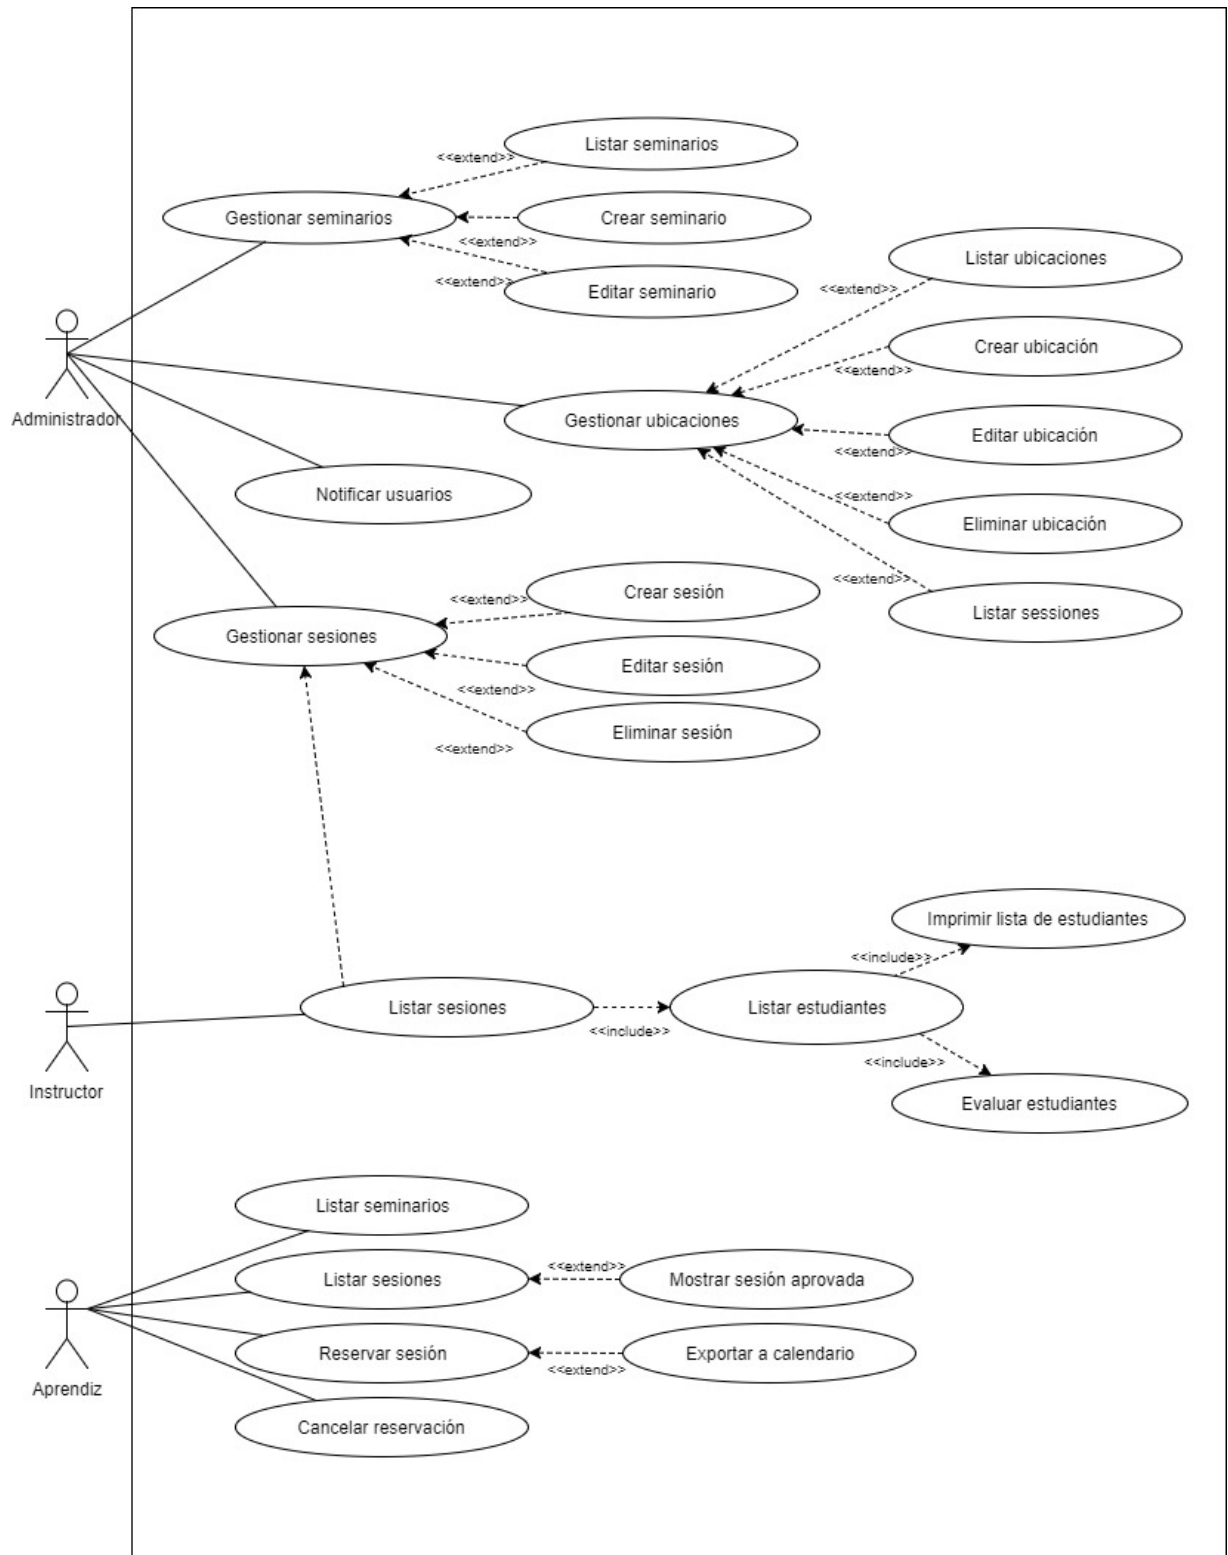 Listar seminarios
<<extend>>
Gestionar seminarios
Crear seminario
<<extend>>
Listar ubicaciones
<<extend>>
Editar seminario
<<extend>>
Crear ubicación
<<extend>>
Administrador
Gestionar ubicaciones
Editar ubicación
<<extend>>
Notificar usuarios
<<extend>>
Eliminar ubicación
<<extend>>
Crear sesión
<<extend>>
Listar sessiones
Gestionar sesiones
Editar sesión
<<extend>>
Eliminar sesión
<<extend>>
Imprimir lista de estudiantes
<<include>>
Listar sesiones
Listar estudiantes
<<include>>
<<include>>
Instructor
Evaluar estudiantes
Listar seminarios
<<extend>>
Listar sesiones
Mostrar sesión aprovada
Reservar sesión
Exportar a calendario
<<extend>>
Aprendiz
Cancelar reservación